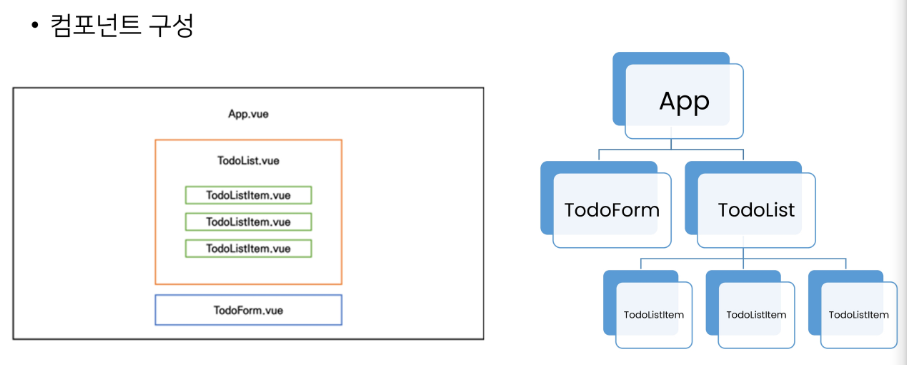 • 컴포넌트 구성
App.vue
TodoList.vue
TodoListItem.vue
TodoListItem.vue
TodoListItem.vue
TodoForm.vue
App
TodoForm
TodoList
TodoListItem
TodoListItem
TodoListItem